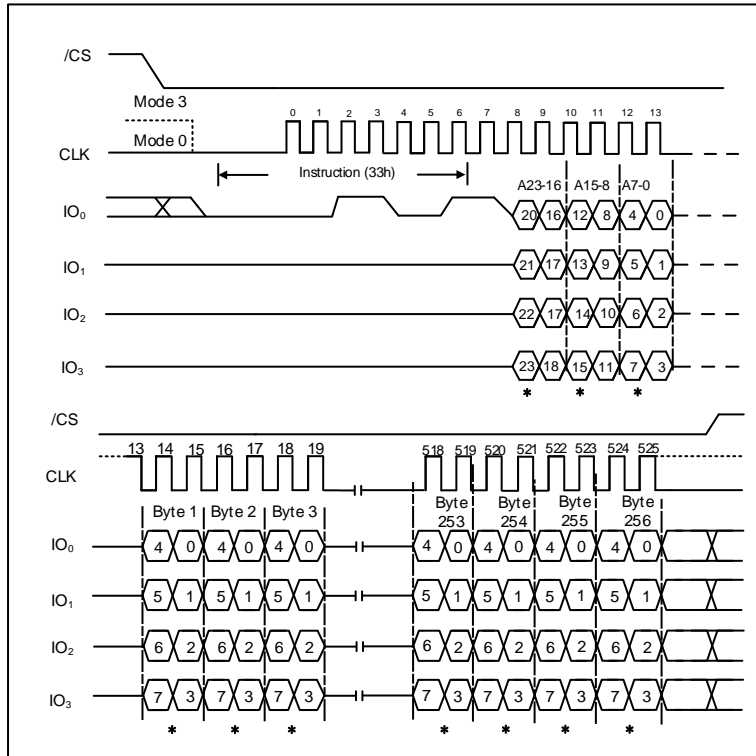 /CS
Mode 3
Mode 0
CLK
0 1 2 3 4 5 6 7 8 9 10 11 12 13
Instruction (33h)
A23-16 A15-8 A7-0
IO0 20 16 12 8 4 0
IO1 21 17 13 9 5 1
IO2 22 17 14 10 6 2
IO3 23 18 15 11 7 3
* * *
/CS
13 14 15 16 17 18 19 518 519 520 521 522 523 524 525
CLK
Byte 1 Byte 2 Byte 3 Byte 253 Byte 254 Byte 255 Byte 256
IO0 4 0 4 0 4 0 4 0 4 0 4 0 4 0
IO1 5 1 5 1 5 1 5 1 5 1 5 1 5 1
IO2 6 2 6 2 6 2 6 2 6 2 6 2 6 2
IO3 7 3 7 3 7 3 7 3 7 3 7 3 7 3
* * * * * * *